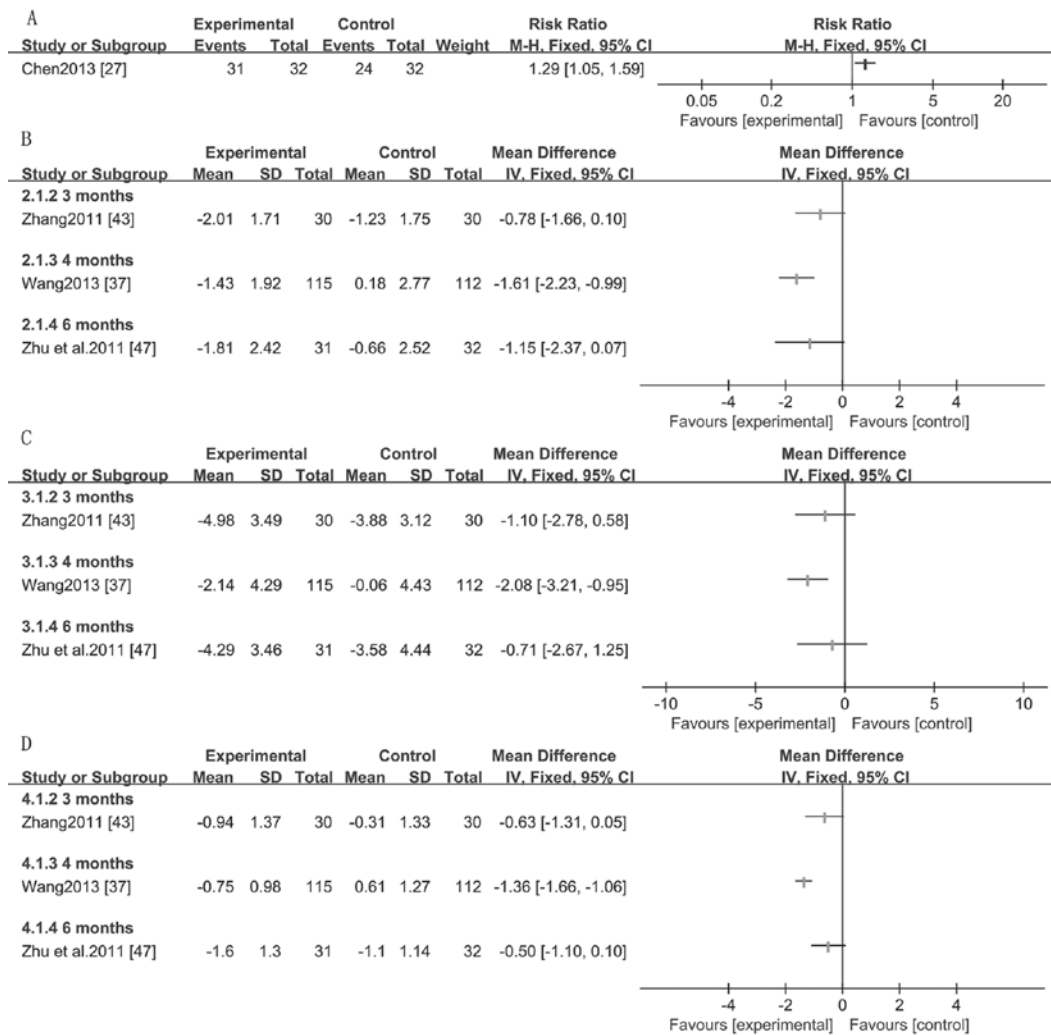 A
Experimental Control Risk Ratio Risk Ratio
Study or Subgroup Events Total Events Total Weight M-H, Fixed, 95% CI M-H, Fixed, 95% CI
Chen2013 [27] 31 32 24 32 1.29 [1.05, 1.59]
0.05 0.2 1 5 20
Favours [experimental] Favours [control]
B
Experimental Control Mean Difference Mean Difference
Study or Subgroup Mean SD Total Mean SD Total IV, Fixed, 95% CI IV, Fixed, 95% CI
2.1.2 3 months
Zhang2011 [43] -2.01 1.71 30 -1.23 1.75 30 -0.78 [-1.66, 0.10]
2.1.3 4 months
Wang2013 [37] -1.43 1.92 115 0.18 2.77 112 -1.61 [-2.23, -0.99]
2.1.4 6 months
Zhu et al.2011 [47] -1.81 2.42 31 -0.66 2.52 32 -1.15 [-2.37, 0.07]
-4 -2 0 2 4
Favours [experimental] Favours [control]
C
Experimental Control Mean Difference Mean Difference
Study or Subgroup Mean SD Total Mean SD Total IV, Fixed, 95% CI IV, Fixed, 95% CI
3.1.2 3 months
Zhang2011 [43] -4.98 3.49 30 -3.88 3.12 30 -1.10 [-2.78, 0.58]
3.1.3 4 months
Wang2013 [37] -2.14 4.29 115 -0.06 4.43 112 -2.08 [-3.21, -0.95]
3.1.4 6 months
Zhu et al.2011 [47] -4.29 3.46 31 -3.58 4.44 32 -0.71 [-2.67, 1.25]
-10 -5 0 5 10
Favours [experimental] Favours [control]
D
Experimental Control Mean Difference Mean Difference
Study or Subgroup Mean SD Total Mean SD Total IV, Fixed, 95% CI IV, Fixed, 95% CI
4.1.2 3 months
Zhang2011 [43] -0.94 1.37 30 -0.31 1.33 30 -0.63 [-1.31, 0.05]
4.1.3 4 months
Wang2013 [37] -0.75 0.98 115 0.61 1.27 112 -1.36 [-1.66, -1.06]
4.1.4 6 months
Zhu et al.2011 [47] -1.6 1.3 31 -1.1 1.14 32 -0.50 [-1.10, 0.10]
-4 -2 0 2 4
Favours [experimental] Favours [control]